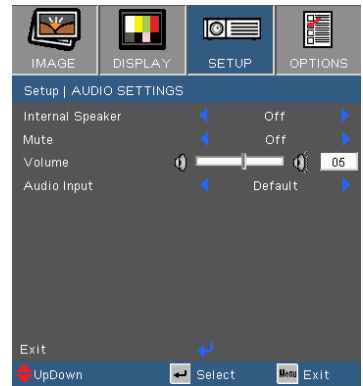 IMAGE DISPLAY SETUP OPTIONS
Setup | AUDIO SETTINGS
Internal Speaker Off
Mute Off
Volume 05
Audio Input Default
Exit
UpDown Select Menu Exit